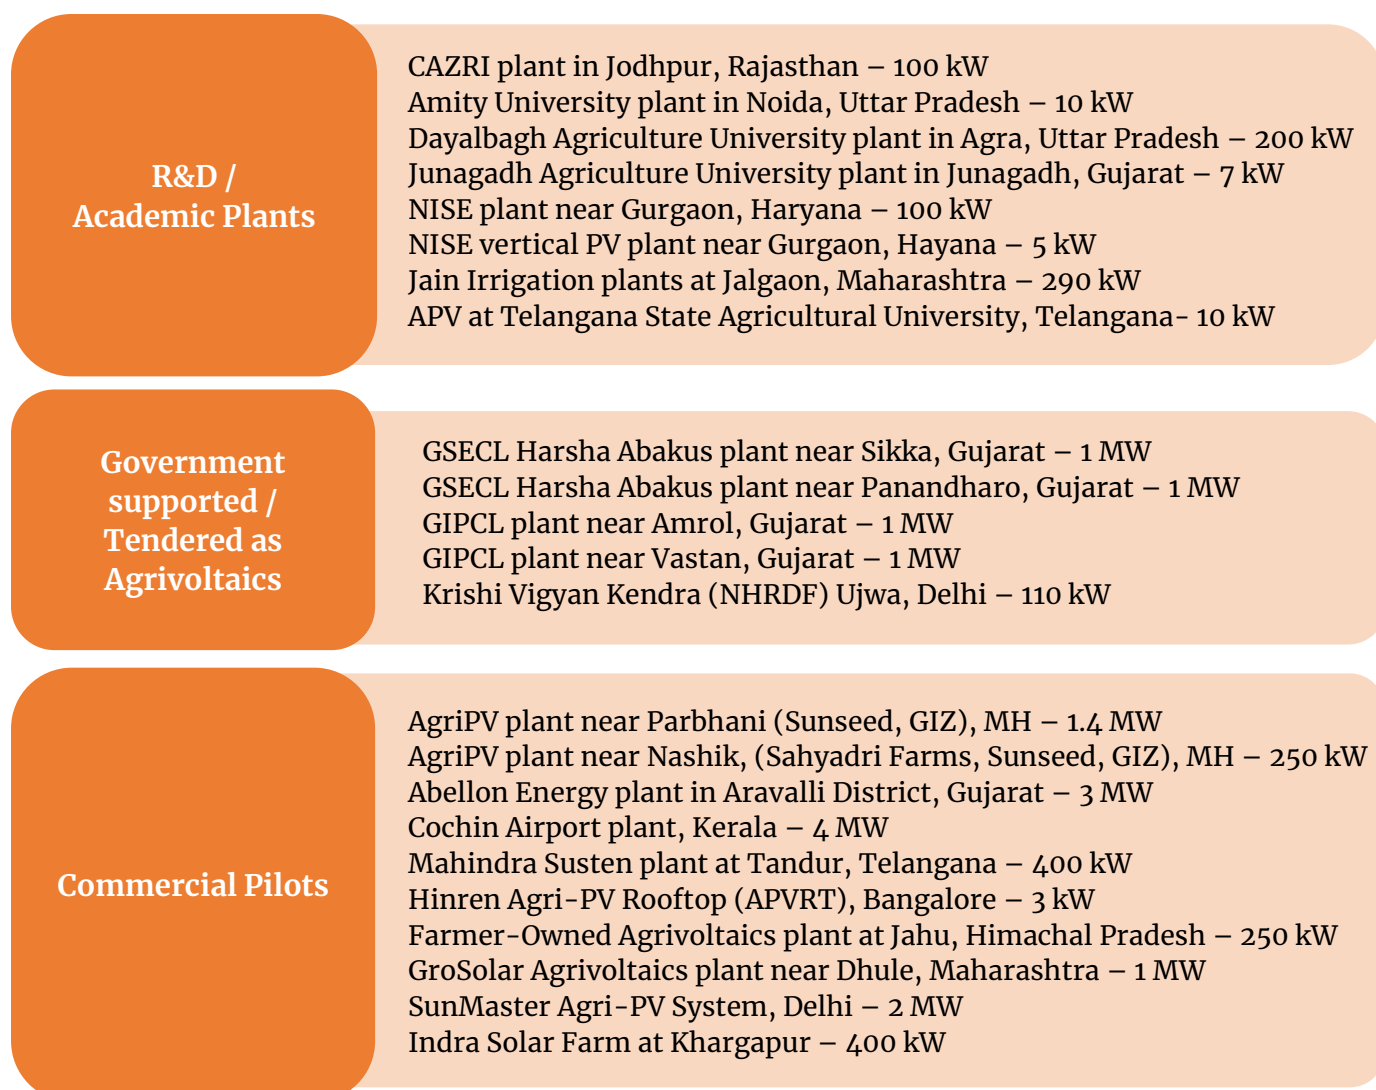 R&D /
Academic Plants
CAZRI plant in Jodhpur, Rajasthan – 100 kW
Amity University plant in Noida, Uttar Pradesh – 10 kW
Dayalbagh Agriculture University plant in Agra, Uttar Pradesh – 200 kW
Junagadh Agriculture University plant in Junagadh, Gujarat – 7 kW
NISE plant near Gurgaon, Haryana – 100 kW
NISE vertical PV plant near Gurgaon, Hayana – 5 kW
Jain Irrigation plants at Jalgaon, Maharashtra – 290 kW
APV at Telangana State Agricultural University, Telangana- 10 kW
Government
supported /
Tendered as
Agrivoltaics
GSECL Harsha Abakus plant near Sikka, Gujarat – 1 MW
GSECL Harsha Abakus plant near Panandharo, Gujarat – 1 MW
GIPCL plant near Amrol, Gujarat – 1 MW
GIPCL plant near Vastan, Gujarat – 1 MW
Krishi Vigyan Kendra (NHRDF) Ujwa, Delhi – 110 kW
Commercial Pilots
AgriPV plant near Parbhani (Sunseed, GIZ), MH – 1.4 MW
AgriPV plant near Nashik, (Sahyadri Farms, Sunseed, GIZ), MH – 250 kW
Abellon Energy plant in Aravalli District, Gujarat – 3 MW
Cochin Airport plant, Kerala – 4 MW
Mahindra Susten plant at Tandur, Telangana – 400 kW
Hinren Agri-PV Rooftop (APVRT), Bangalore – 3 kW
Farmer-Owned Agrivoltaics plant at Jahu, Himachal Pradesh – 250 kW
GroSolar Agrivoltaics plant near Dhule, Maharashtra – 1 MW
SunMaster Agri-PV System, Delhi – 2 MW
Indra Solar Farm at Khargapur – 400 kW